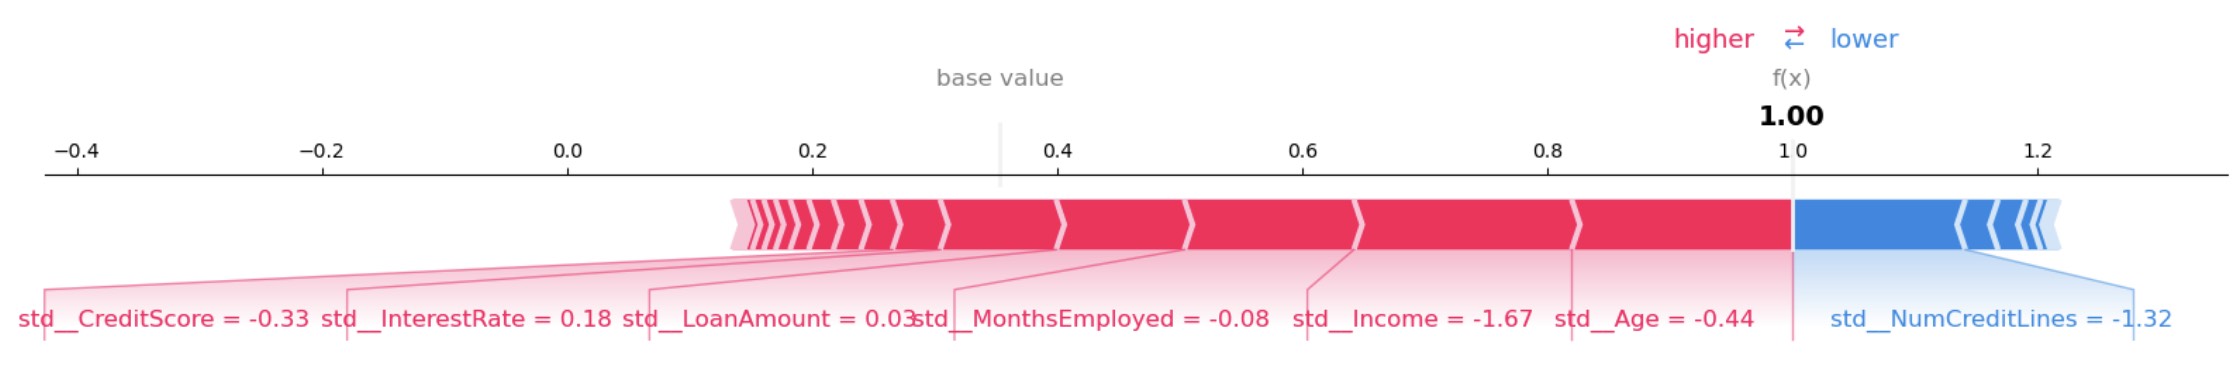 higher ⇄ lower
base value f(x)
1.00
−0.4 −0.2 0.0 0.2 0.4 0.6 0.8 1.0 1.2
std__CreditScore = -0.33 std__InterestRate = 0.18 std__LoanAmount = 0.03 std__MonthsEmployed = -0.08 std__Income = -1.67 std__Age = -0.44 std__NumCreditLines = -1.32